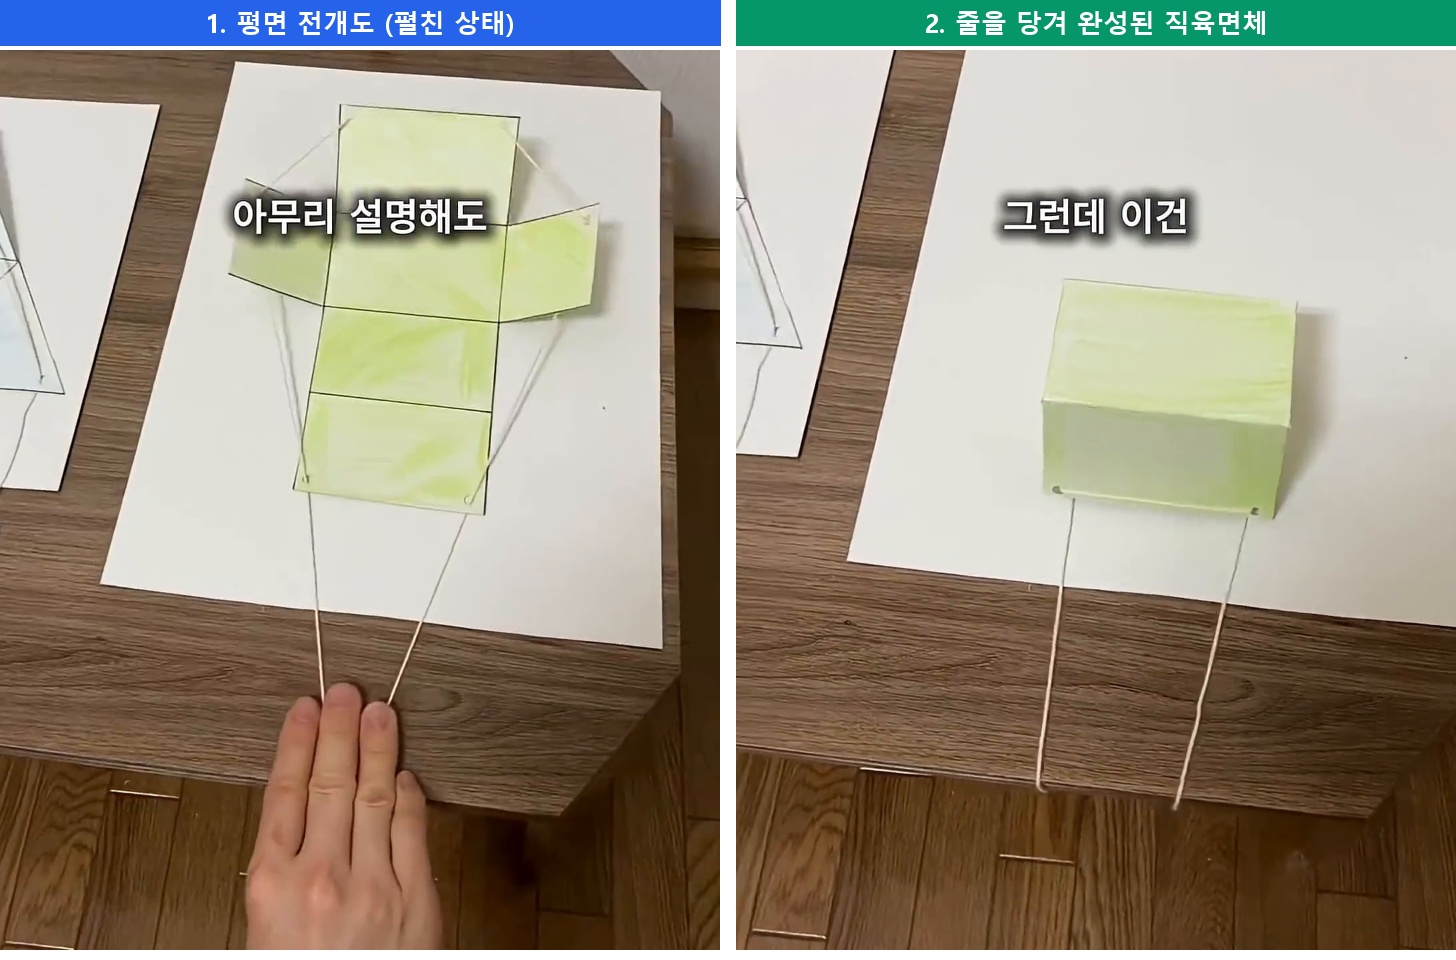 1. 평면 전개도 (펼친 상태)
2. 줄을 당겨 완성된 직육면체
아무리 설명해도
그런데 이건